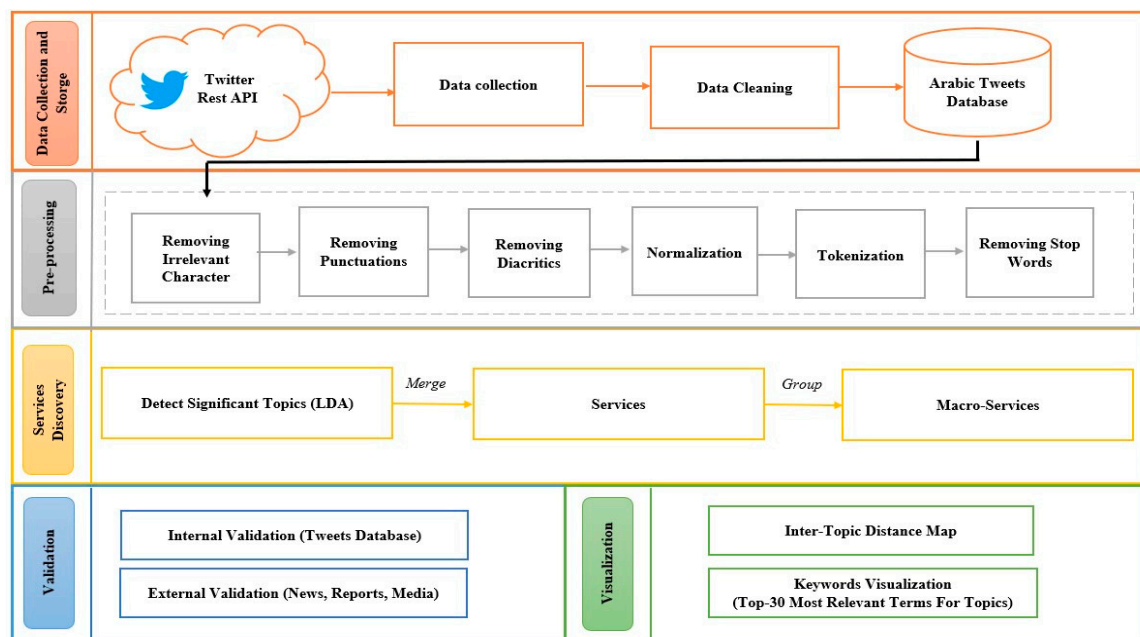 Data Collection and
Storge
Twitter
Rest API
Data collection
Data Cleaning
Arabic Tweets
Database
Pre-processing
Removing
Irrelevant
Character
Removing
Punctuations
Removing
Diacritics
Normalization
Tokenization
Removing Stop
Words
Services
Discovery
Detect Significant Topics (LDA)
Merge
Services
Group
Macro-Services
Validation
Internal Validation (Tweets Database)
External Validation (News, Reports, Media)
Visualization
Inter-Topic Distance Map
Keywords Visualization
(Top-30 Most Relevant Terms For Topics)